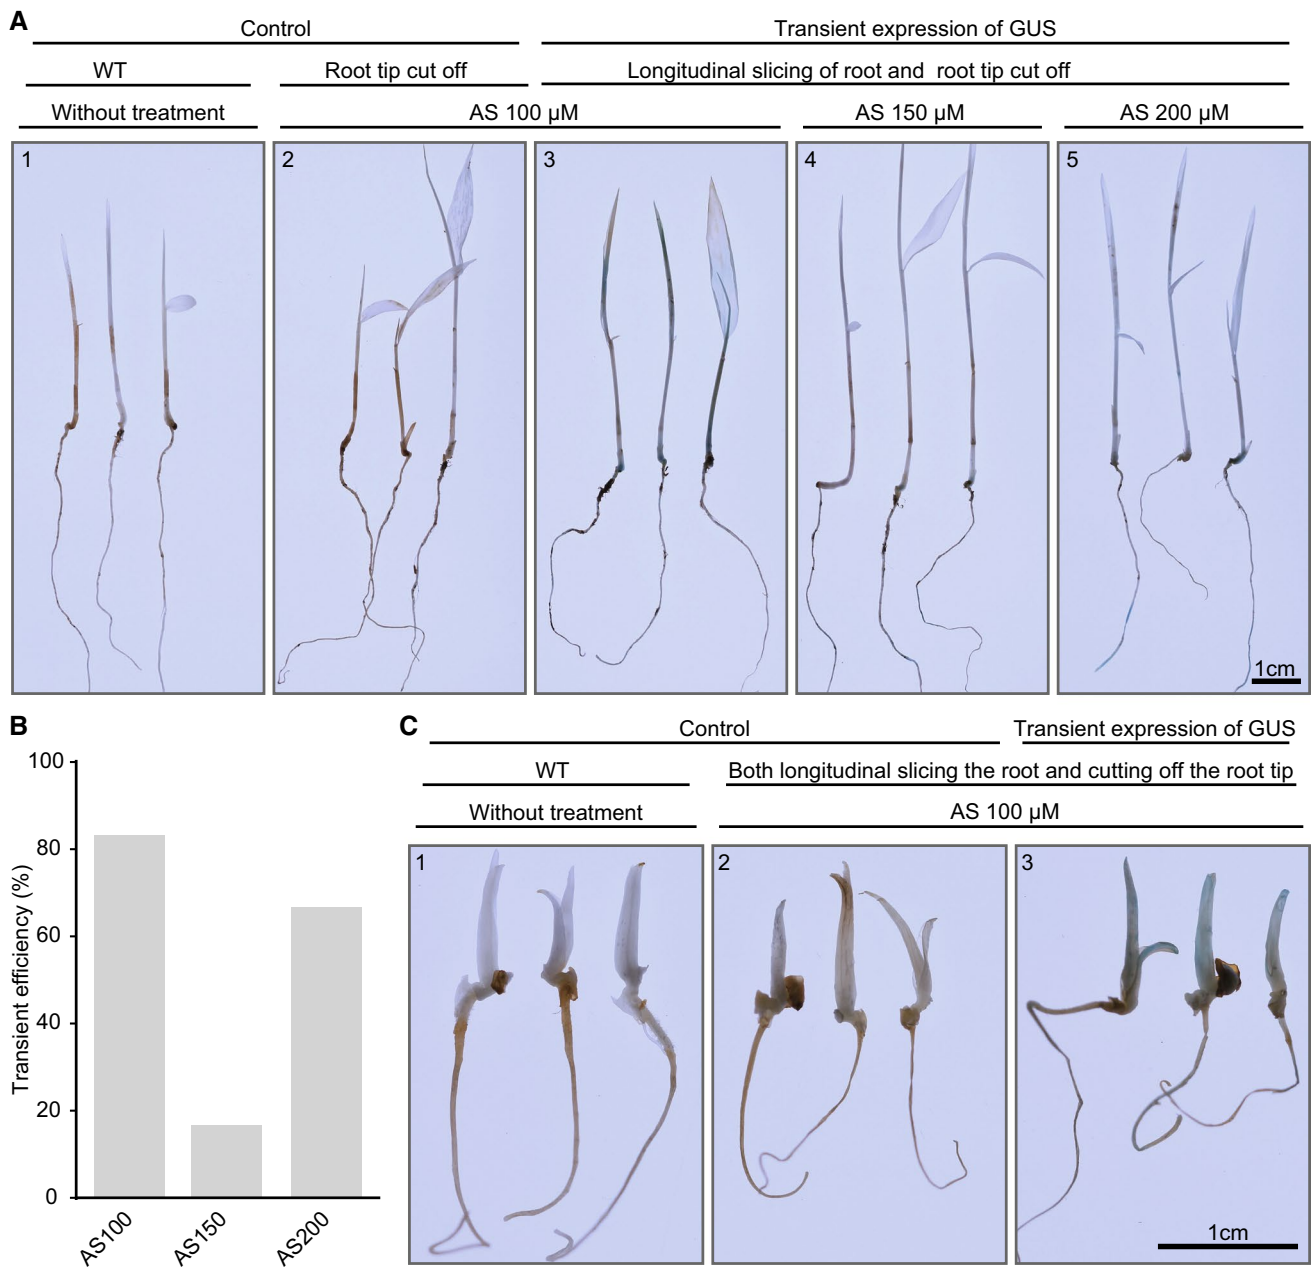 A
Control
Transient expression of GUS
WT
Root tip cut off
Longitudinal slicing of root and root tip cut off
Without treatment
AS 100 µM
AS 150 µM
AS 200 µM
1
2
3
4
5
1cm
B
Transient efficiency (%)
100
80
60
40
20
0
AS100
AS150
AS200
C
Control
Transient expression of GUS
WT
Both longitudinal slicing the root and cutting off the root tip
Without treatment
AS 100 µM
1
2
3
1cm